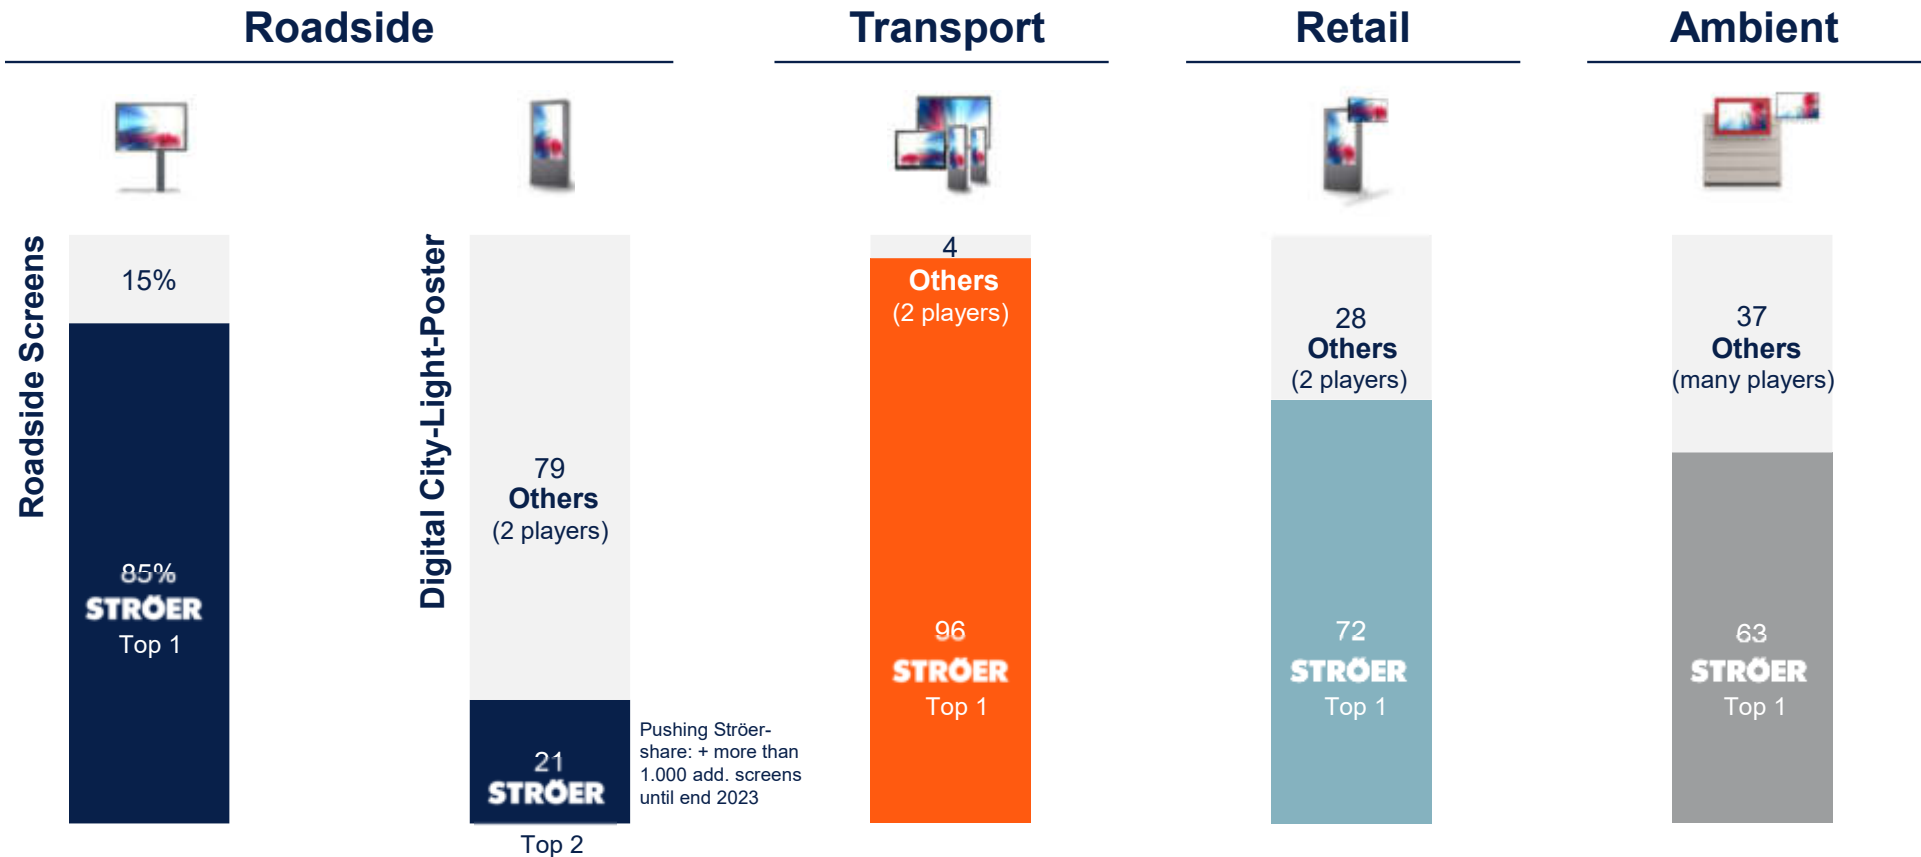 Roadside
Transport
Retail
Ambient
Roadside Screens
15%
85%
STRÖER
Top 1
Digital City-Light-Poster
79
Others
(2 players)
21
STRÖER
Top 2
Pushing Ströer-
share: + more than
1.000 add. screens
until end 2023
4
Others
(2 players)
96
STRÖER
Top 1
28
Others
(2 players)
72
STRÖER
Top 1
37
Others
(many players)
63
STRÖER
Top 1